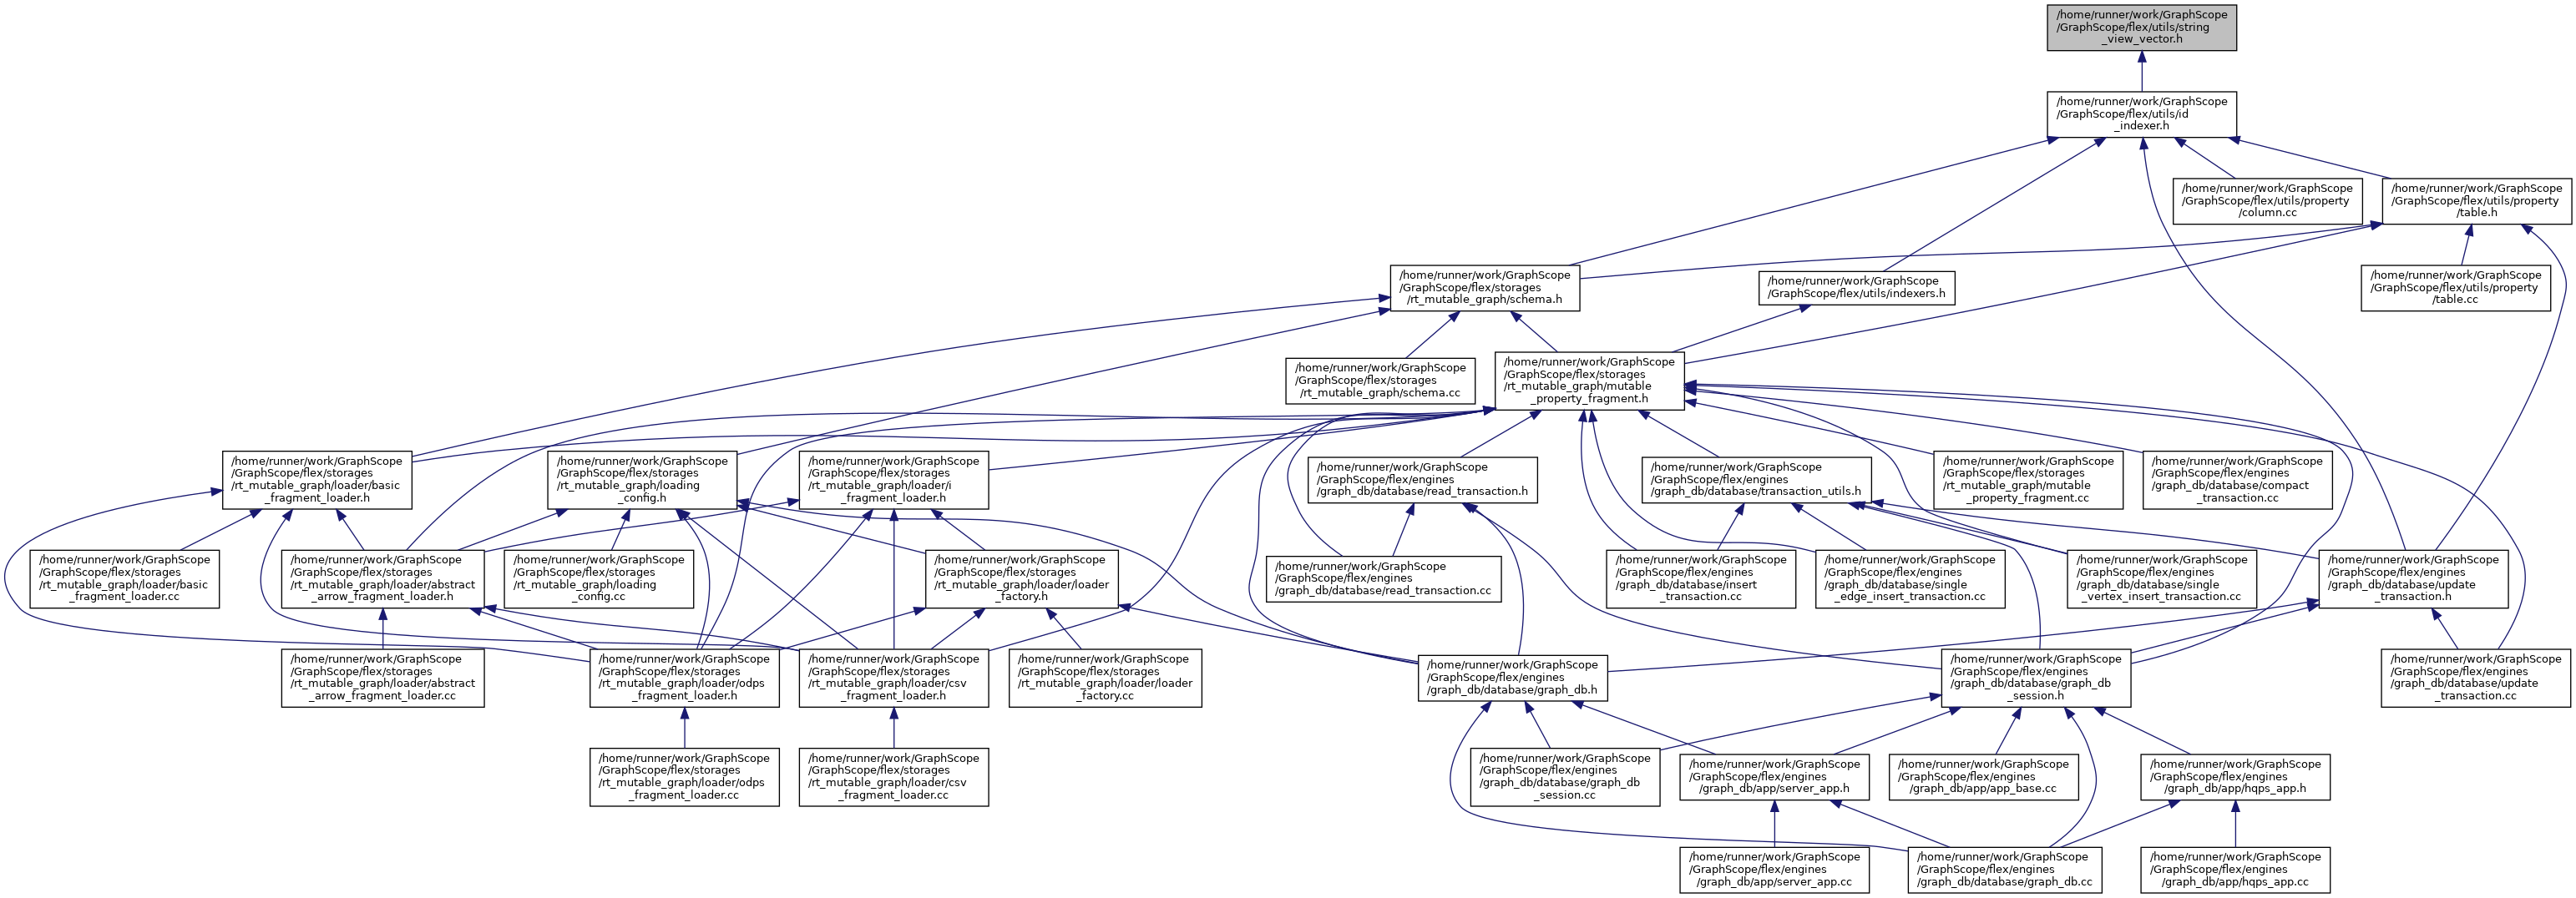 /home/runner/work/GraphScope
/GraphScope/flex/utils/string
_view_vector.h
/home/runner/work/GraphScope
/GraphScope/flex/utils/id
_indexer.h
/home/runner/work/GraphScope
/GraphScope/flex/utils/property
/column.cc
/home/runner/work/GraphScope
/GraphScope/flex/utils/property
/table.h
/home/runner/work/GraphScope
/GraphScope/flex/storages
/rt_mutable_graph/schema.h
/home/runner/work/GraphScope
/GraphScope/flex/utils/indexers.h
/home/runner/work/GraphScope
/GraphScope/flex/utils/property
/table.cc
/home/runner/work/GraphScope
/GraphScope/flex/storages
/rt_mutable_graph/schema.cc
/home/runner/work/GraphScope
/GraphScope/flex/storages
/rt_mutable_graph/mutable
_property_fragment.h
/home/runner/work/GraphScope
/GraphScope/flex/storages
/rt_mutable_graph/loader/basic
_fragment_loader.h
/home/runner/work/GraphScope
/GraphScope/flex/storages
/rt_mutable_graph/loading
_config.h
/home/runner/work/GraphScope
/GraphScope/flex/storages
/rt_mutable_graph/loader/i
_fragment_loader.h
/home/runner/work/GraphScope
/GraphScope/flex/engines
/graph_db/database/read_transaction.h
/home/runner/work/GraphScope
/GraphScope/flex/engines
/graph_db/database/transaction_utils.h
/home/runner/work/GraphScope
/GraphScope/flex/storages
/rt_mutable_graph/mutable
_property_fragment.cc
/home/runner/work/GraphScope
/GraphScope/flex/engines
/graph_db/database/compact
_transaction.cc
/home/runner/work/GraphScope
/GraphScope/flex/storages
/rt_mutable_graph/loader/basic
_fragment_loader.cc
/home/runner/work/GraphScope
/GraphScope/flex/storages
/rt_mutable_graph/loader/abstract
_arrow_fragment_loader.h
/home/runner/work/GraphScope
/GraphScope/flex/storages
/rt_mutable_graph/loading
_config.cc
/home/runner/work/GraphScope
/GraphScope/flex/storages
/rt_mutable_graph/loader/loader
_factory.h
/home/runner/work/GraphScope
/GraphScope/flex/engines
/graph_db/database/read_transaction.cc
/home/runner/work/GraphScope
/GraphScope/flex/engines
/graph_db/database/insert
_transaction.cc
/home/runner/work/GraphScope
/GraphScope/flex/engines
/graph_db/database/single
_edge_insert_transaction.cc
/home/runner/work/GraphScope
/GraphScope/flex/engines
/graph_db/database/single
_vertex_insert_transaction.cc
/home/runner/work/GraphScope
/GraphScope/flex/engines
/graph_db/database/update
_transaction.h
/home/runner/work/GraphScope
/GraphScope/flex/storages
/rt_mutable_graph/loader/abstract
_arrow_fragment_loader.cc
/home/runner/work/GraphScope
/GraphScope/flex/storages
/rt_mutable_graph/loader/odps
_fragment_loader.h
/home/runner/work/GraphScope
/GraphScope/flex/storages
/rt_mutable_graph/loader/csv
_fragment_loader.h
/home/runner/work/GraphScope
/GraphScope/flex/storages
/rt_mutable_graph/loader/loader
_factory.cc
/home/runner/work/GraphScope
/GraphScope/flex/engines
/graph_db/database/graph_db.h
/home/runner/work/GraphScope
/GraphScope/flex/engines
/graph_db/database/graph_db
_session.h
/home/runner/work/GraphScope
/GraphScope/flex/engines
/graph_db/database/update
_transaction.cc
/home/runner/work/GraphScope
/GraphScope/flex/storages
/rt_mutable_graph/loader/odps
_fragment_loader.cc
/home/runner/work/GraphScope
/GraphScope/flex/storages
/rt_mutable_graph/loader/csv
_fragment_loader.cc
/home/runner/work/GraphScope
/GraphScope/flex/engines
/graph_db/database/graph_db
_session.cc
/home/runner/work/GraphScope
/GraphScope/flex/engines
/graph_db/app/server_app.h
/home/runner/work/GraphScope
/GraphScope/flex/engines
/graph_db/app/app_base.cc
/home/runner/work/GraphScope
/GraphScope/flex/engines
/graph_db/app/hqps_app.h
/home/runner/work/GraphScope
/GraphScope/flex/engines
/graph_db/app/server_app.cc
/home/runner/work/GraphScope
/GraphScope/flex/engines
/graph_db/database/graph_db.cc
/home/runner/work/GraphScope
/GraphScope/flex/engines
/graph_db/app/hqps_app.cc